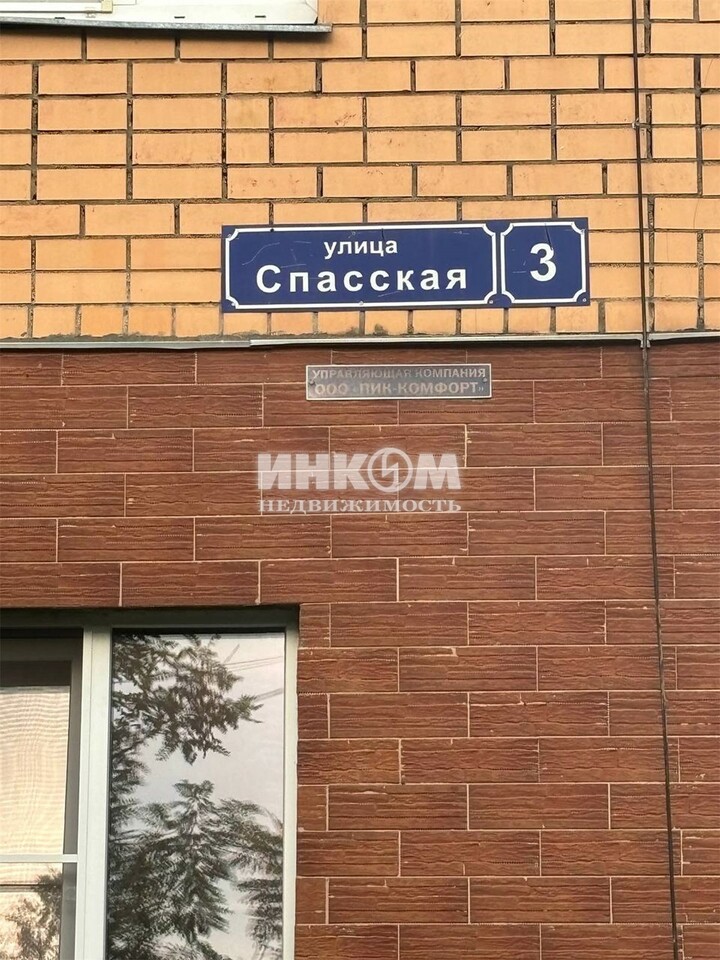 улица
Спасская
3
УПРАВЛЯЮЩАЯ КОМПАНИЯ
ООО "ПИК-КОМФОРТ"
ИНКОМ
НЕДВИЖИМОСТЬ